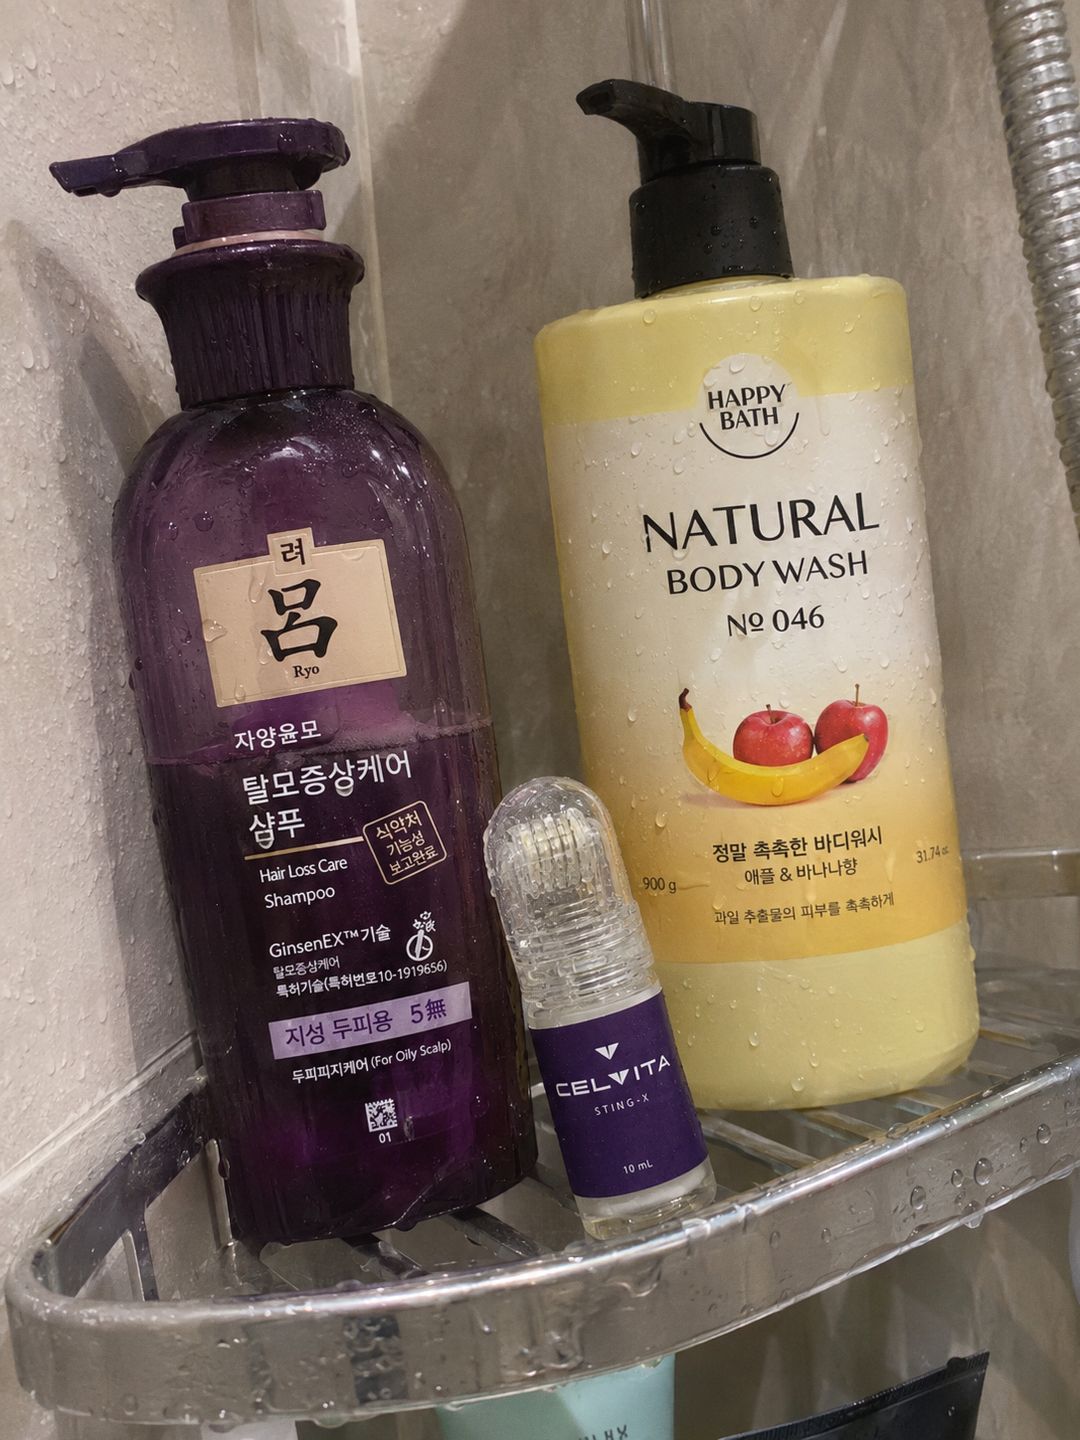 려
呂
Ryo
자양윤모
탈모증상케어
샴푸
식약처
기능성
보고완료
Hair Loss Care
Shampoo
GinsenEX™ 기술
탈모증상케어
특허기술(특허번호10-1919656)
지성 두피용 5無
두피피지케어 (For Oily Scalp)
01
HAPPY
BATH
NATURAL
BODY WASH
№ 046
정말 촉촉한 바디워시
애플 & 바나나향
900 g
31.74 oz.
과일 추출물의 피부를 촉촉하게
CELVITA
STING-X
10 mL